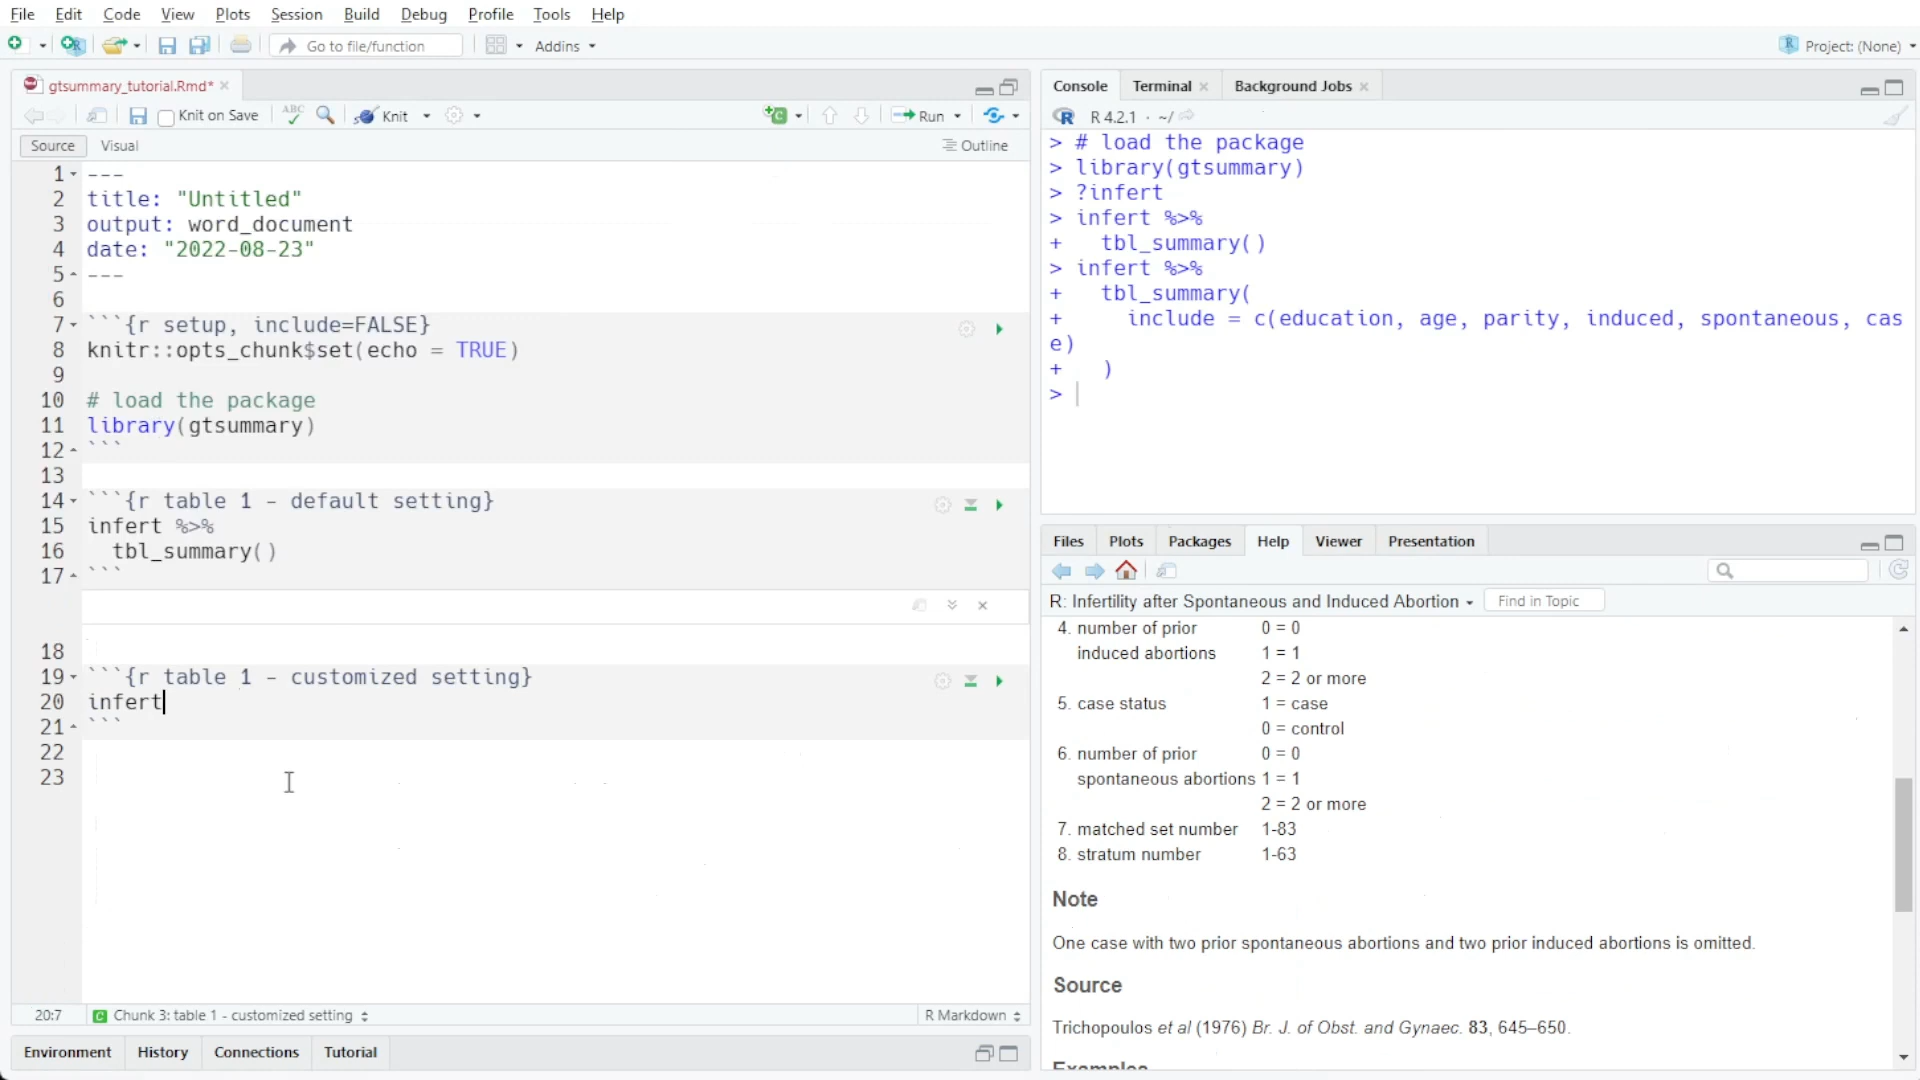 File Edit Code View Plots Session Build Debug Profile Tools Help
Go to file/function Addins Project: (None)
gtsummary_tutorial.Rmd*
Knit on Save ABC Knit Run
Source Visual Outline
1 ---
2 title: "Untitled"
3 output: word_document
4 date: "2022-08-23"
5 ---
6
7 ```{r setup, include=FALSE}
8 knitr::opts_chunk$set(echo = TRUE)
9
10 # load the package
11 library(gtsummary)
12 ```
13
14 ```{r table 1 - default setting}
15 infert %>%
16 tbl_summary()
17 ```
18
19 ```{r table 1 - customized setting}
20 infert
21 ```
22
23
20:7 C Chunk 3: table 1 - customized setting R Markdown
Environment History Connections Tutorial
Console Terminal Background Jobs
R R 4.2.1 · ~/
> # load the package
> library(gtsummary)
> ?infert
> infert %>%
+ tbl_summary()
> infert %>%
+ tbl_summary(
+ include = c(education, age, parity, induced, spontaneous, cas
e)
+ )
>
Files Plots Packages Help Viewer Presentation
R: Infertility after Spontaneous and Induced Abortion Find in Topic
4. number of prior 0 = 0
induced abortions 1 = 1
2 = 2 or more
5. case status 1 = case
0 = control
6. number of prior 0 = 0
spontaneous abortions 1 = 1
2 = 2 or more
7. matched set number 1-83
8. stratum number 1-63
Note
One case with two prior spontaneous abortions and two prior induced abortions is omitted.
Source
Trichopoulos et al (1976) Br. J. of Obst. and Gynaec. 83, 645–650.
Examples